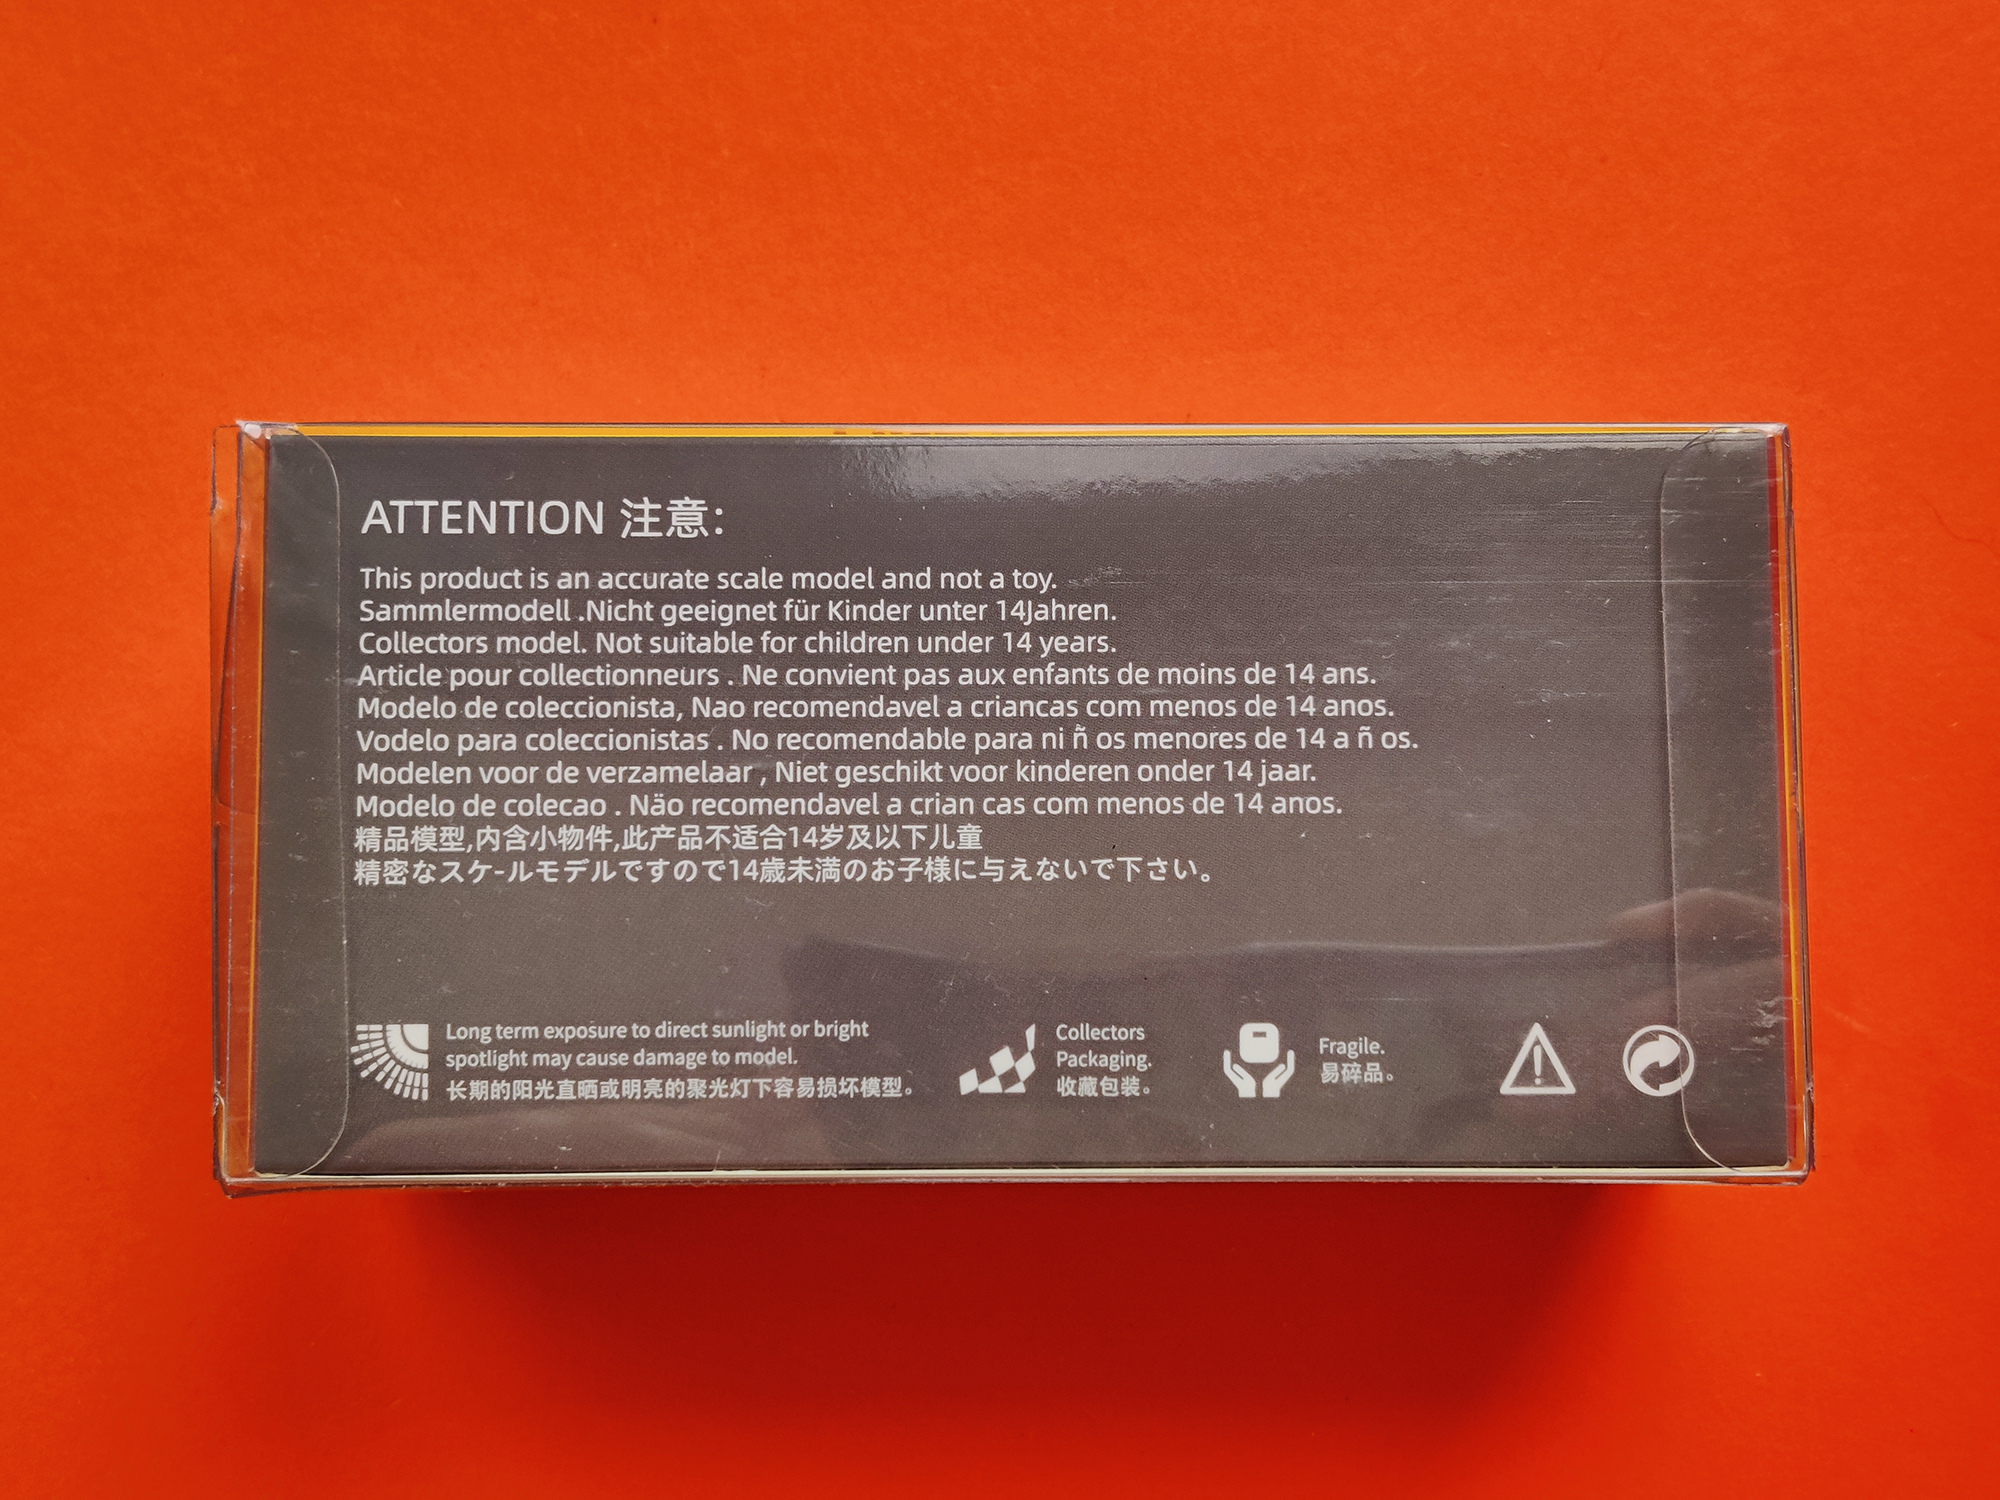 ATTENTION 注意:
This product is an accurate scale model and not a toy.
Sammlermodell .Nicht geeignet für Kinder unter 14Jahren.
Collectors model. Not suitable for children under 14 years.
Article pour collectionneurs . Ne convient pas aux enfants de moins de 14 ans.
Modelo de coleccionista, Nao recomendavel a criancas com menos de 14 anos.
Vodelo para coleccionistas . No recomendable para ni ñ os menores de 14 a ñ os.
Modelen voor de verzamelaar , Niet geschikt voor kinderen onder 14 jaar.
Modelo de colecao . Näo recomendavel a crian cas com menos de 14 anos.
精品模型,内含小物件,此产品不适合14岁及以下儿童
精密なスケ-ルモデルですので14歳未満のお子様に与えないで下さい。
Long term exposure to direct sunlight or bright
spotlight may cause damage to model.
长期的阳光直晒或明亮的聚光灯下容易损坏模型。
Collectors
Packaging.
收藏包装。
Fragile.
易碎品。